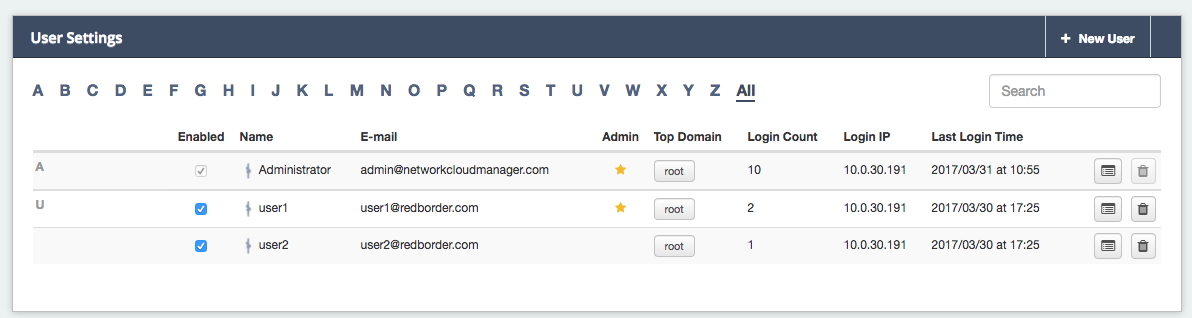 User Settings
+ New User
A B C D E F G H I J K L M N O P Q R S T U V W X Y Z All
Search
Enabled Name E-mail Admin Top Domain Login Count Login IP Last Login Time
A
Administrator admin@networkcloudmanager.com root 10 10.0.30.191 2017/03/31 at 10:55
U
user1 user1@redborder.com root 2 10.0.30.191 2017/03/30 at 17:25
user2 user2@redborder.com root 1 10.0.30.191 2017/03/30 at 17:25